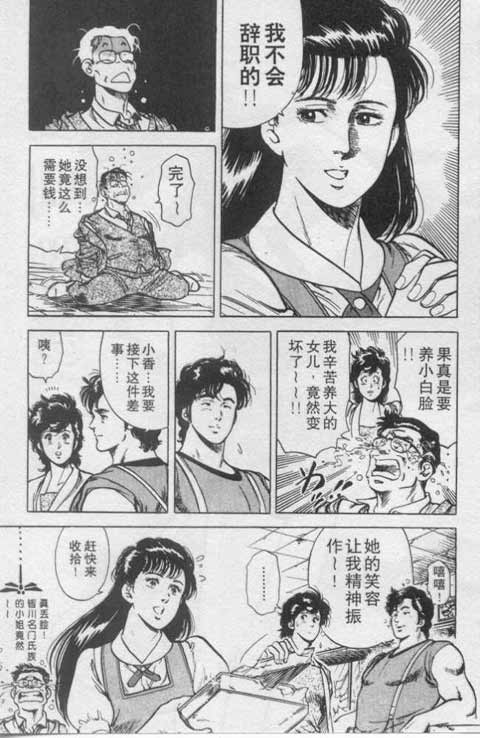 我不会
辞职的!!
完了~
没想到…
她竟这么
需要钱……
果真是要
养小白脸
!!
我辛苦养大的
女儿，竟然变
坏了~~!!
わっ
小香…我要
接下这件差
事……
咦？
嘻嘻！
她的笑容
让我精神振
作~！
………
赶快来
收拾！
真丢脸！
皆川名门氏族
的小姐竟然
~~